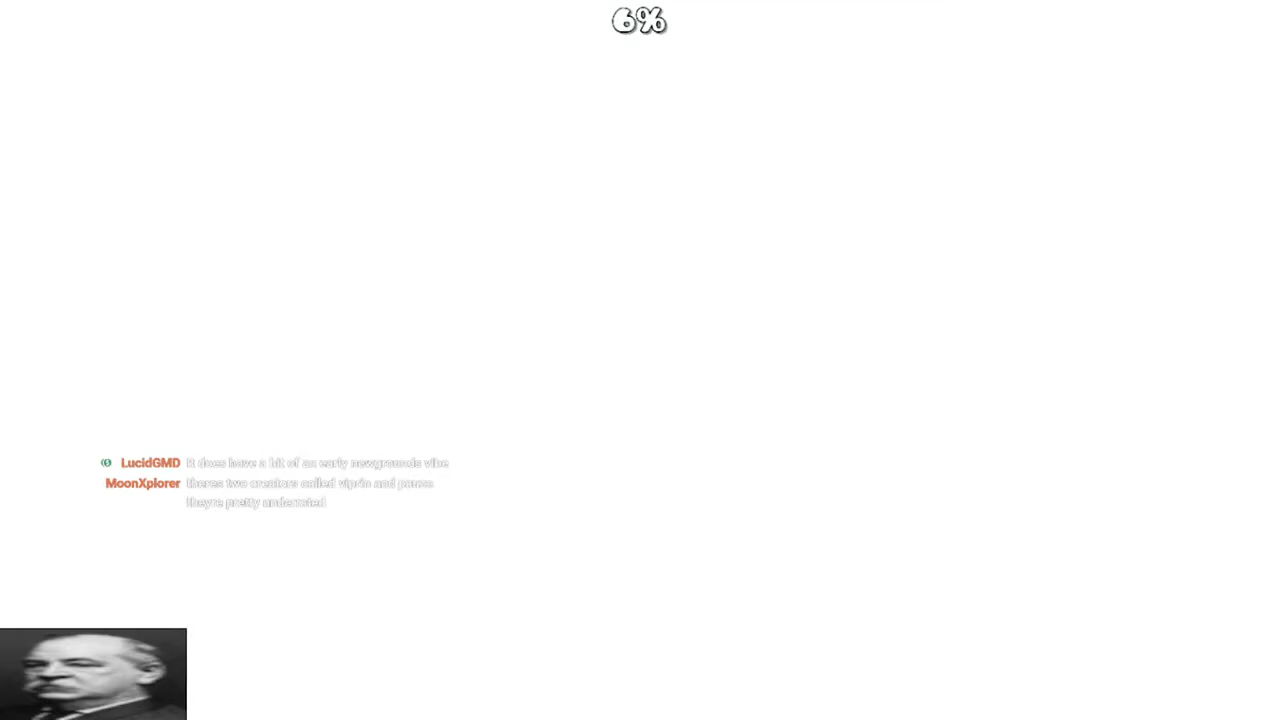 6%
LucidGMD It does have a bit of an early newgrounds vibe
MoonXplorer theres two creators called viprin and
theyre pretty underrated